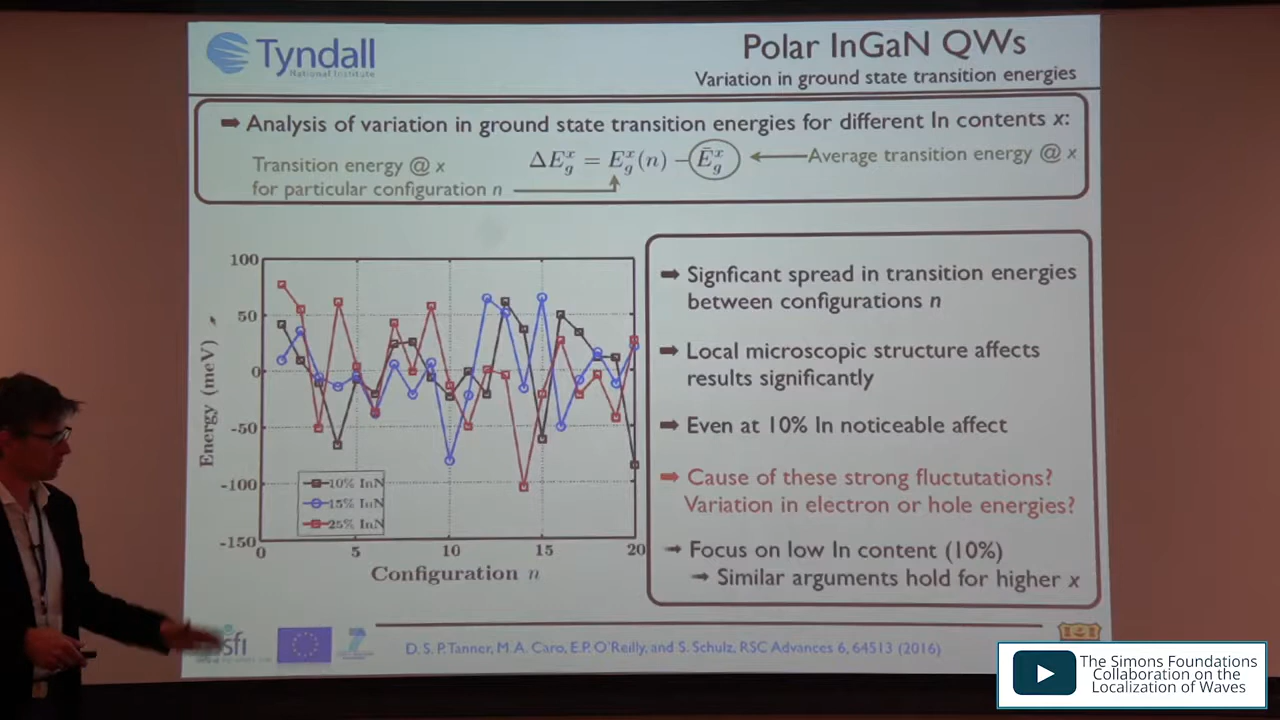 Tyndall
National Institute
Polar InGaN QWs
Variation in ground state transition energies
➡ Analysis of variation in ground state transition energies for different In contents x:
Transition energy @ x
for particular configuration n
ΔE_g^x = E_g^x(n) − Ē_g^x
Average transition energy @ x
➡ Signficant spread in transition energies
between configurations n
➡ Local microscopic structure affects
results significantly
➡ Even at 10% In noticeable affect
➡ Cause of these strong fluctutations?
Variation in electron or hole energies?
➡ Focus on low In content (10%)
➡ Similar arguments hold for higher x
Energy (meV)
100
50
0
-50
-100
-150
10% InN
15% InN
25% InN
0 5 10 15 20
Configuration n
sfi
D. S. P. Tanner, M.A. Caro, E.P. O'Reilly, and S. Schulz, RSC Advances 6, 64513 (2016)
The Simons Foundations
Collaboration on the
Localization of Waves